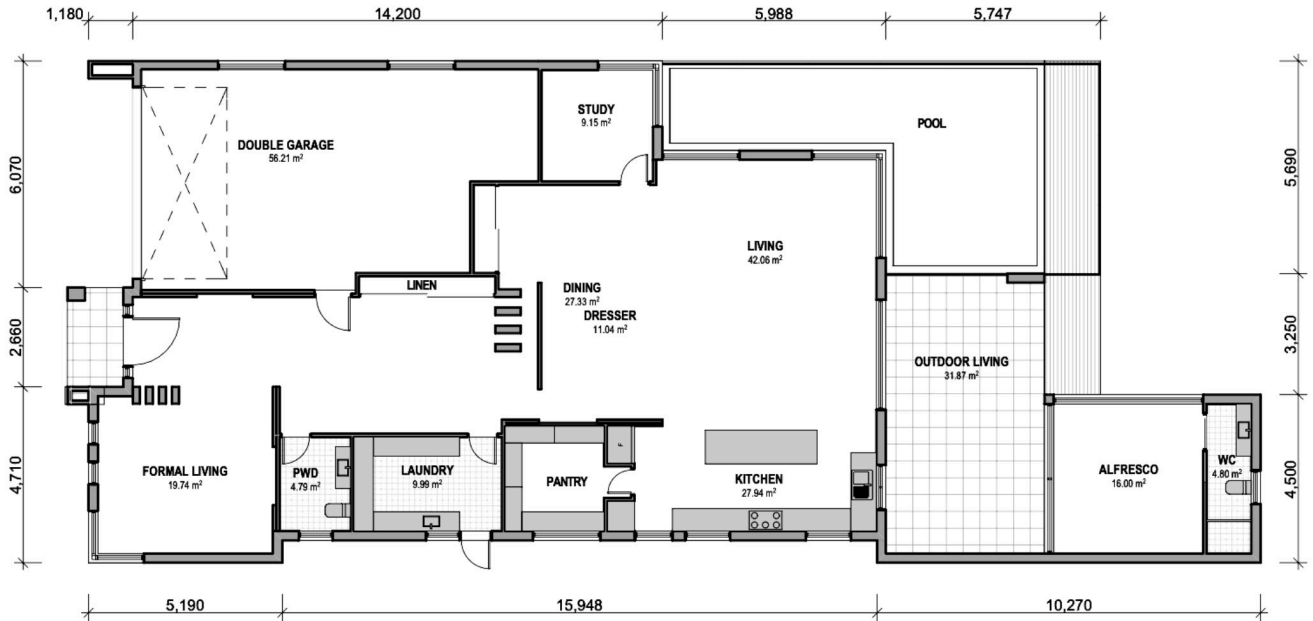 1,180
14,200
5,988
5,747
6,070
2,660
4,710
5,690
3,250
4,500
STUDY
9.15 m²
POOL
DOUBLE GARAGE
56.21 m²
LIVING
42.06 m²
LINEN
DINING
27.33 m²
DRESSER
11.04 m²
OUTDOOR LIVING
31.87 m²
FORMAL LIVING
19.74 m²
PWD
4.79 m²
LAUNDRY
9.99 m²
F
PANTRY
KITCHEN
27.94 m²
ALFRESCO
16.00 m²
WC
4.80 m²
5,190
15,948
10,270